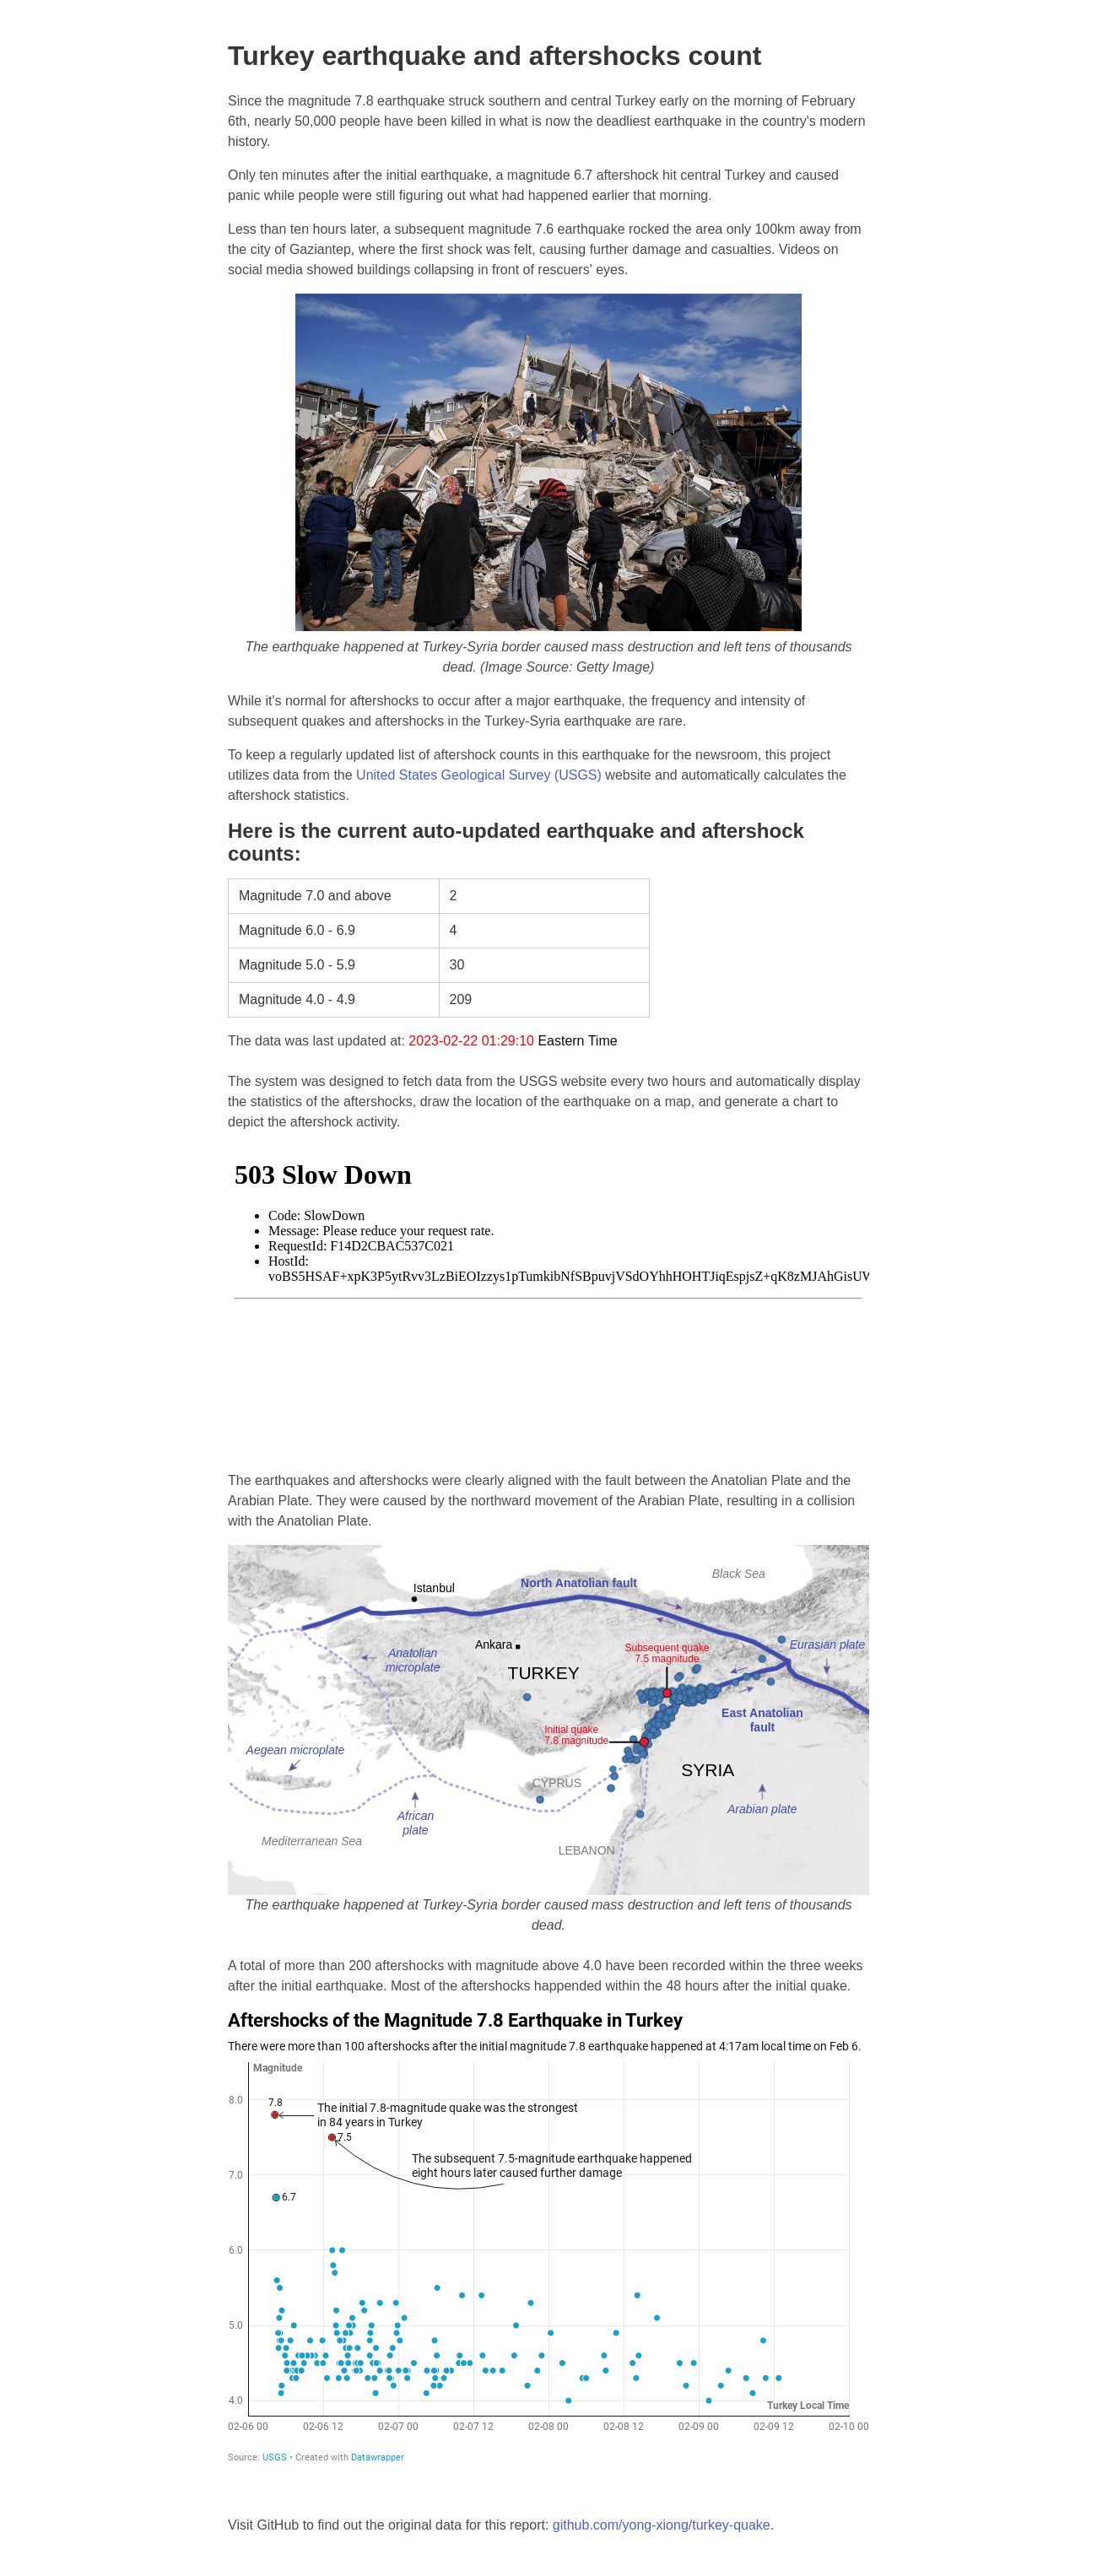 Turkey earthquake and aftershocks count
Since the magnitude 7.8 earthquake struck southern and central Turkey early on the morning of February
6th, nearly 50,000 people have been killed in what is now the deadliest earthquake in the country's modern
history.
Only ten minutes after the initial earthquake, a magnitude 6.7 aftershock hit central Turkey and caused
panic while people were still figuring out what had happened earlier that morning.
Less than ten hours later, a subsequent magnitude 7.6 earthquake rocked the area only 100km away from
the city of Gaziantep, where the first shock was felt, causing further damage and casualties. Videos on
social media showed buildings collapsing in front of rescuers' eyes.
The earthquake happened at Turkey-Syria border caused mass destruction and left tens of thousands
dead. (Image Source: Getty Image)
While it's normal for aftershocks to occur after a major earthquake, the frequency and intensity of
subsequent quakes and aftershocks in the Turkey-Syria earthquake are rare.
To keep a regularly updated list of aftershock counts in this earthquake for the newsroom, this project
utilizes data from the United States Geological Survey (USGS) website and automatically calculates the
aftershock statistics.
Here is the current auto-updated earthquake and aftershock
counts:
Magnitude 7.0 and above 2
Magnitude 6.0 - 6.9 4
Magnitude 5.0 - 5.9 30
Magnitude 4.0 - 4.9 209
The data was last updated at: 2023-02-22 01:29:10 Eastern Time
The system was designed to fetch data from the USGS website every two hours and automatically display
the statistics of the aftershocks, draw the location of the earthquake on a map, and generate a chart to
depict the aftershock activity.
503 Slow Down
Code: SlowDown
Message: Please reduce your request rate.
RequestId: F14D2CBAC537C021
HostId:
voBS5HSAF+xpK3P5ytRvv3LzBiEOIzzys1pTumkibNfSBpuvjVSdOYhhHOHTJiqEspjsZ+qK8zMJAhGisUV
The earthquakes and aftershocks were clearly aligned with the fault between the Anatolian Plate and the
Arabian Plate. They were caused by the northward movement of the Arabian Plate, resulting in a collision
with the Anatolian Plate.
Black Sea
Istanbul
North Anatolian fault
Ankara
Anatolian
microplate
Subsequent quake
7.5 magnitude
Eurasian plate
TURKEY
East Anatolian
fault
Initial quake
7.8 magnitude
Aegean microplate
SYRIA
CYPRUS
African
plate
Arabian plate
Mediterranean Sea
LEBANON
The earthquake happened at Turkey-Syria border caused mass destruction and left tens of thousands
dead.
A total of more than 200 aftershocks with magnitude above 4.0 have been recorded within the three weeks
after the initial earthquake. Most of the aftershocks happended within the 48 hours after the initial quake.
Aftershocks of the Magnitude 7.8 Earthquake in Turkey
There were more than 100 aftershocks after the initial magnitude 7.8 earthquake happened at 4:17am local time on Feb 6.
Magnitude
8.0
7.8
The initial 7.8-magnitude quake was the strongest
in 84 years in Turkey
7.5
The subsequent 7.5-magnitude earthquake happened
eight hours later caused further damage
7.0
6.7
6.0
5.0
4.0
Turkey Local Time
02-06 00 02-06 12 02-07 00 02-07 12 02-08 00 02-08 12 02-09 00 02-09 12 02-10 00
Source: USGS • Created with Datawrapper
Visit GitHub to find out the original data for this report: github.com/yong-xiong/turkey-quake.